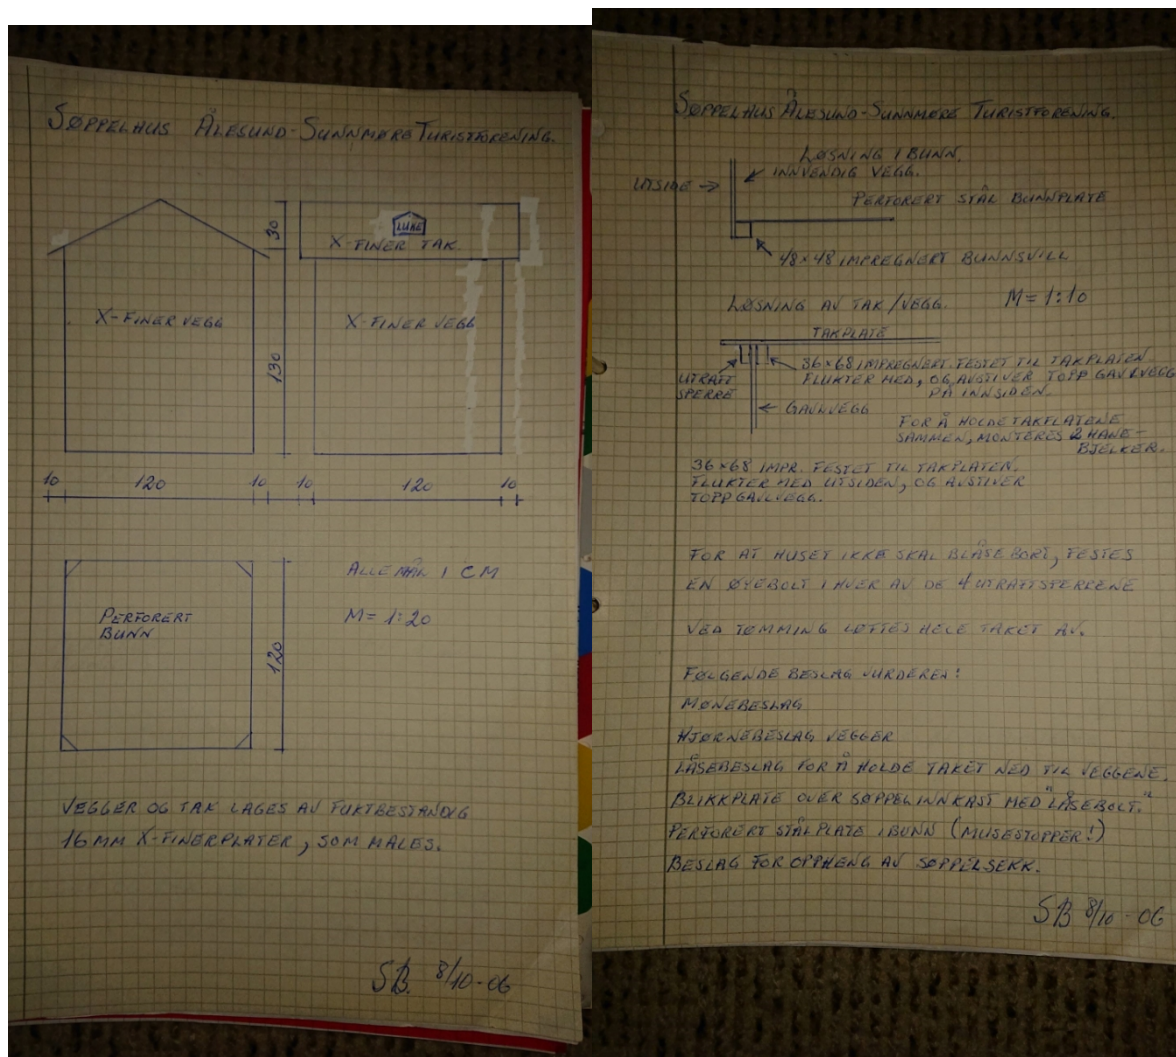 SØPPELHUS ÅLESUND-SUNNMØRE TURISTFORENING.
30
LUKE
X-FINER TAK.
X-FINER VEGG
X-FINER VEGG
130
10 120 10 10 120 10
ALLE MÅL I CM
PERFORERT
BUNN
M= 1:20
120
VEGGER OG TAK LAGES AV FUKTBESTANDIG
16 MM X-FINERPLATER, SOM MALES.
SB. 8/10-06
SØPPELHUS ÅLESUND-SUNNMØRE TURISTFORENING.
LØSNING I BUNN.
INNVENDIG VEGG.
UTSIDE →
PERFORERT STÅL BUNNPLATE
48×48 IMPREGNERT BUNNSVILL
LØSNING AV TAK/VEGG. M=1:10
TAKPLATE
36×68 IMPREGNERT. FESTET TIL TAKPLATEN.
FLUKTER MED, OG AVSTIVER TOPP GAVLVEGG
PÅ INNSIDEN.
UTRAFT
SPERRE
GAVLVEGG
FOR Å HOLDE TAKPLATENE
SAMMEN, MONTERES 2 HANE-
BJELKER.
36×68 IMPR. FESTET TIL TAKPLATEN.
FLUKTER MED UTSIDEN, OG AVSTIVER
TOPP GAVLVEGG.
FOR AT HUSET IKKE SKAL BLÅSE BORT, FESTES
EN ØYEBOLT I HVER AV DE 4 UTRAFTSPERRENE
VED TØMMING LØFTES HELE TAKET AV.
FØLGENDE BESLAG VURDERES:
MØNEBESLAG
HJØRNEBESLAG VEGGER
LÅSEBESLAG FOR Å HOLDE TAKET NED TIL VEGGENE.
BLIKKPLATE OVER SØPPELINNKAST MED "LÅSEBOLT."
PERFORERT STÅLPLATE I BUNN (MUSESTOPPER!)
BESLAG FOR OPPHENG AV SØPPELSEKK.
SB 8/10-06